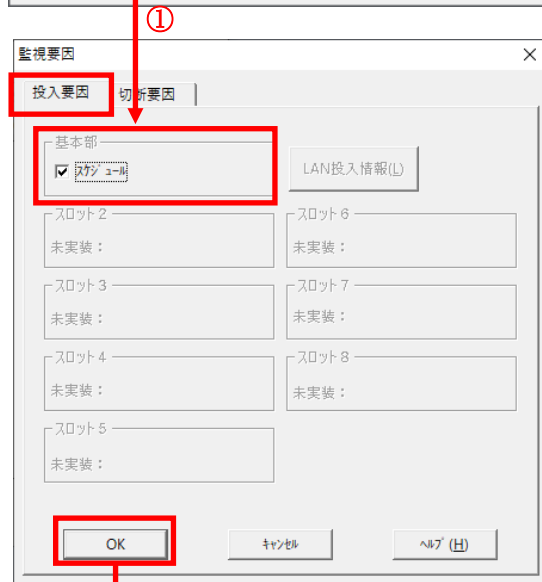 ①
監視要因
投入要因 切断要因
基本部
スケジュール LAN投入情報(L)
スロット2 スロット6
未実装： 未実装：
スロット3 スロット7
未実装： 未実装：
スロット4 スロット8
未実装： 未実装：
スロット5
未実装：
OK キャンセル ヘルプ(H)